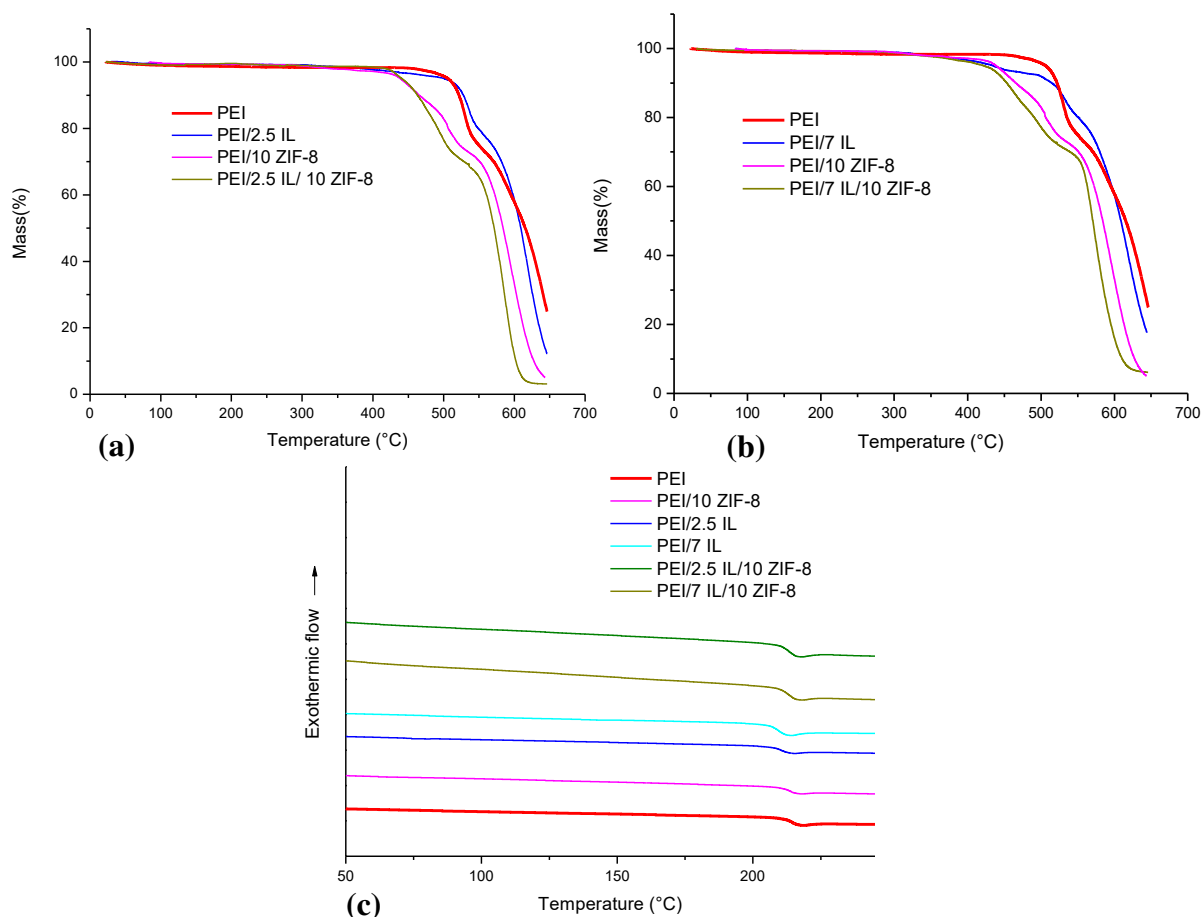 Mass(%)
100
80
60
40
20
0
PEI
PEI/2.5 IL
PEI/10 ZIF-8
PEI/2.5 IL/ 10 ZIF-8
0 100 200 300 400 500 600 700
Temperature (°C)
(a)
Mass(%)
100
80
60
40
20
0
PEI
PEI/7 IL
PEI/10 ZIF-8
PEI/7 IL/10 ZIF-8
0 100 200 300 400 500 600 700
Temperature (°C)
(b)
Exothermic flow
PEI
PEI/10 ZIF-8
PEI/2.5 IL
PEI/7 IL
PEI/2.5 IL/10 ZIF-8
PEI/7 IL/10 ZIF-8
50 100 150 200
Temperature (°C)
(c)